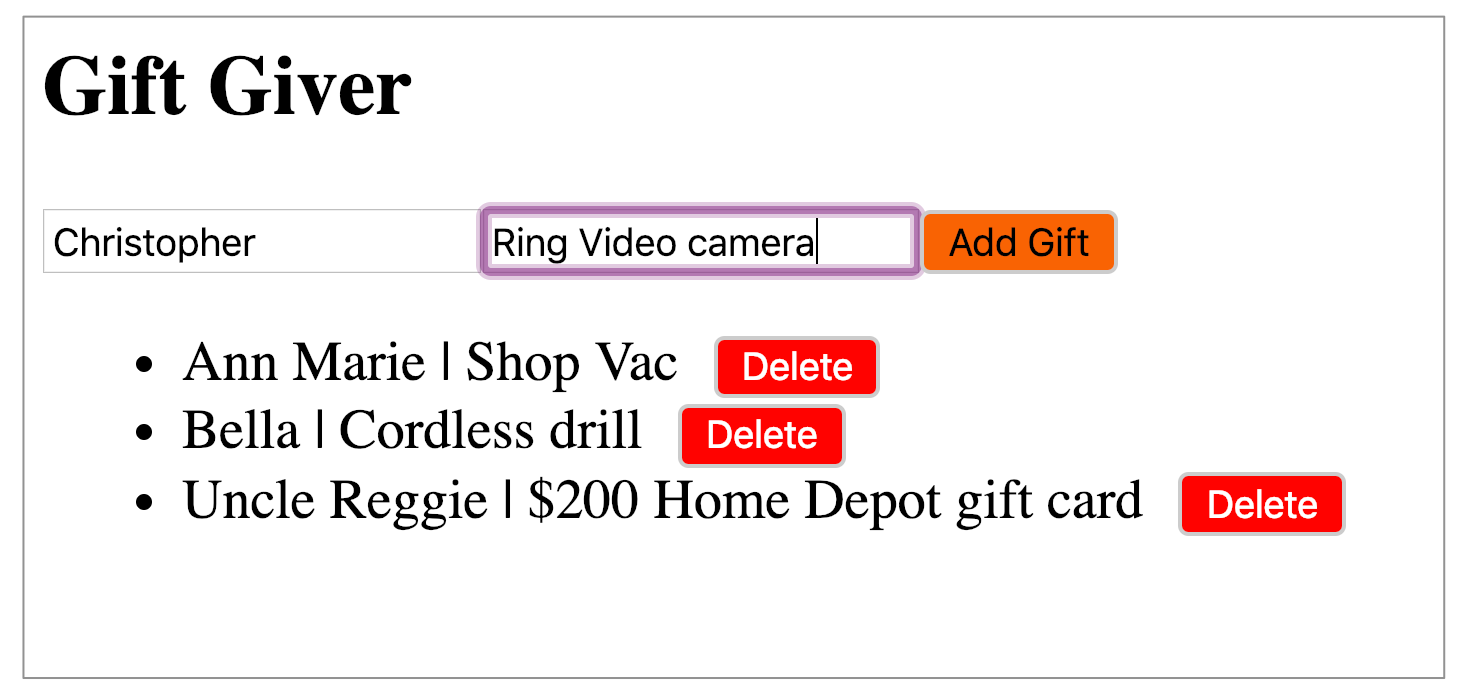 Gift Giver
Christopher Ring Video camera Add Gift
Ann Marie | Shop Vac Delete
Bella | Cordless drill Delete
Uncle Reggie | $200 Home Depot gift card Delete